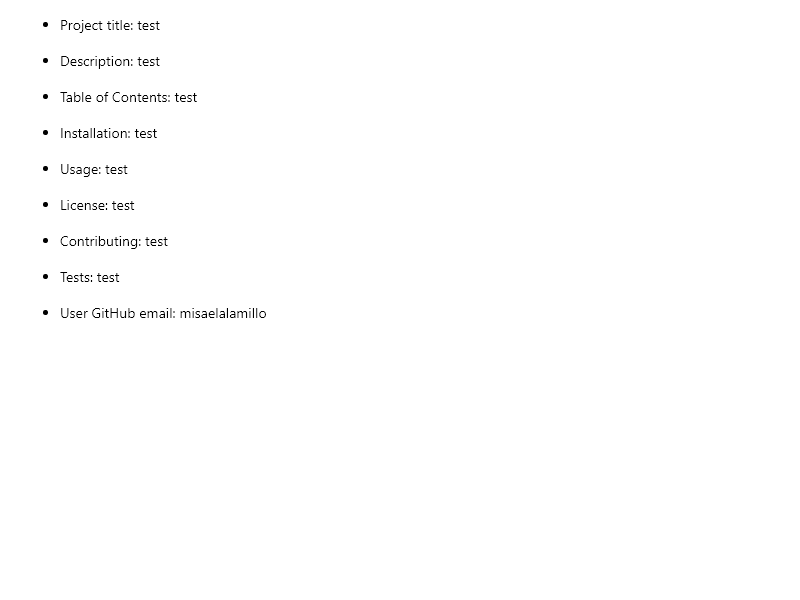 • Project title: test
• Description: test
• Table of Contents: test
• Installation: test
• Usage: test
• License: test
• Contributing: test
• Tests: test
• User GitHub email: misaelalamillo